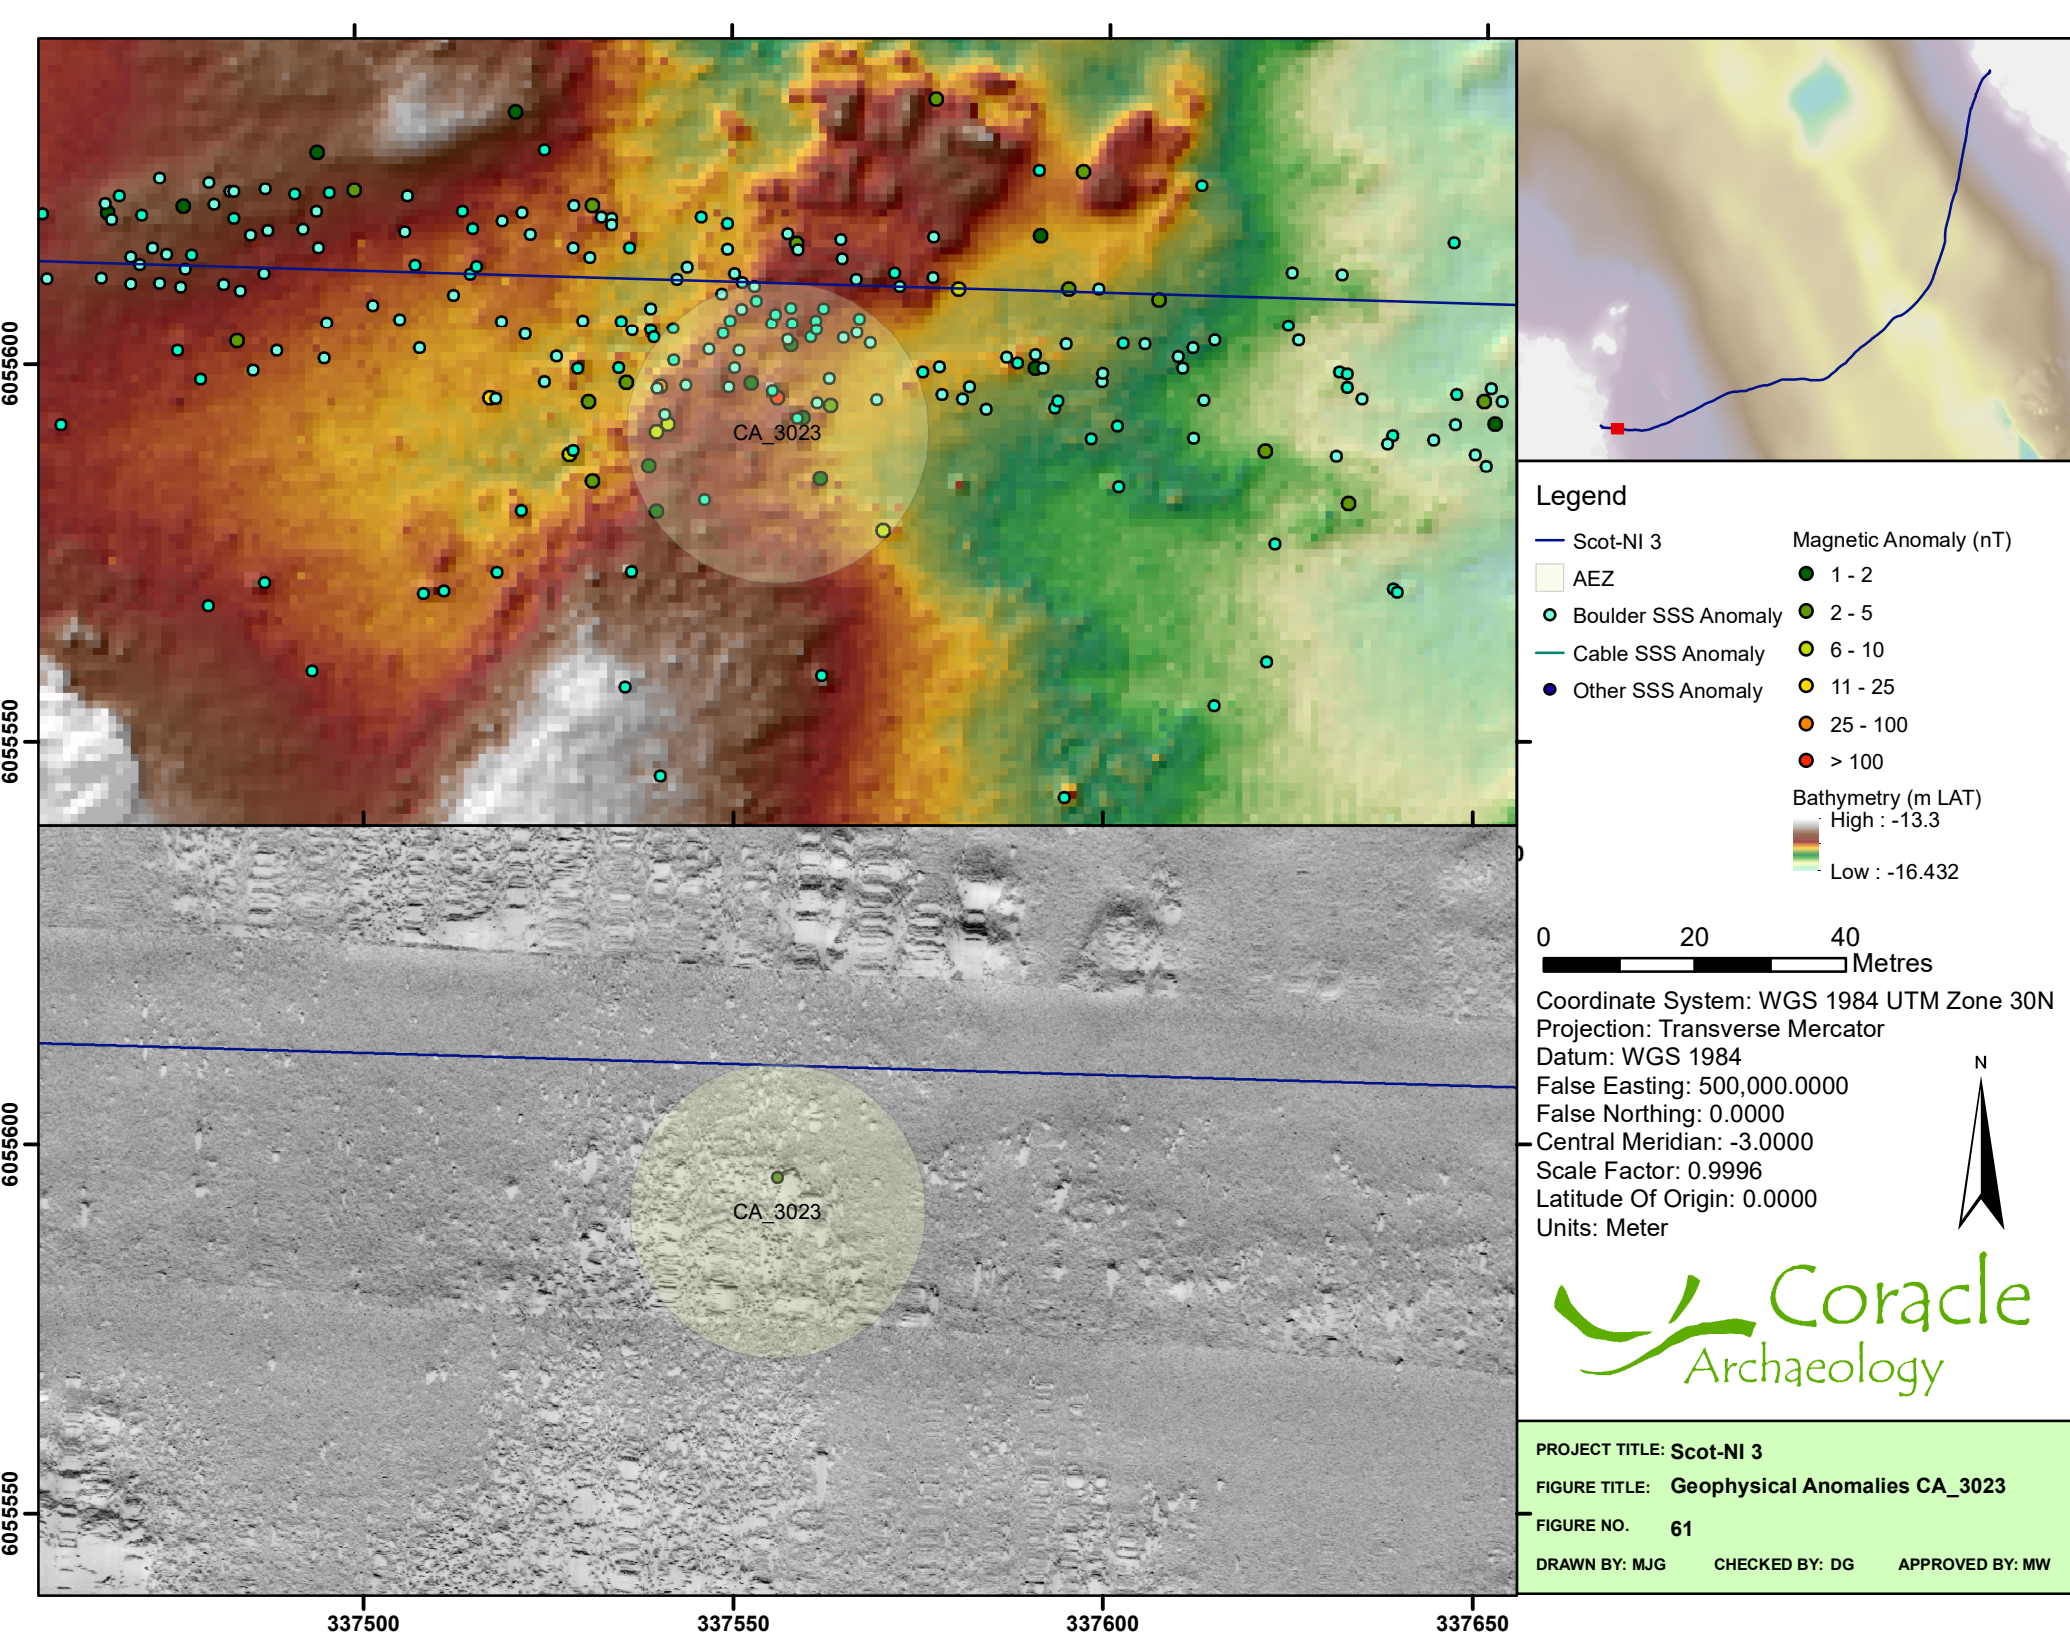 6055600
6055550
CA_3023
6055600
6055550
CA_3023
337500
337550
337600
337650
Legend
Scot-NI 3
AEZ
Boulder SSS Anomaly
Cable SSS Anomaly
Other SSS Anomaly
Magnetic Anomaly (nT)
1 - 2
2 - 5
6 - 10
11 - 25
25 - 100
> 100
Bathymetry (m LAT)
High : -13.3
Low : -16.432
0 20 40
Metres
Coordinate System: WGS 1984 UTM Zone 30N
Projection: Transverse Mercator
Datum: WGS 1984
False Easting: 500,000.0000
False Northing: 0.0000
Central Meridian: -3.0000
Scale Factor: 0.9996
Latitude Of Origin: 0.0000
Units: Meter
N
Coracle
Archaeology
PROJECT TITLE: Scot-NI 3
FIGURE TITLE: Geophysical Anomalies CA_3023
FIGURE NO. 61
DRAWN BY: MJG CHECKED BY: DG APPROVED BY: MW